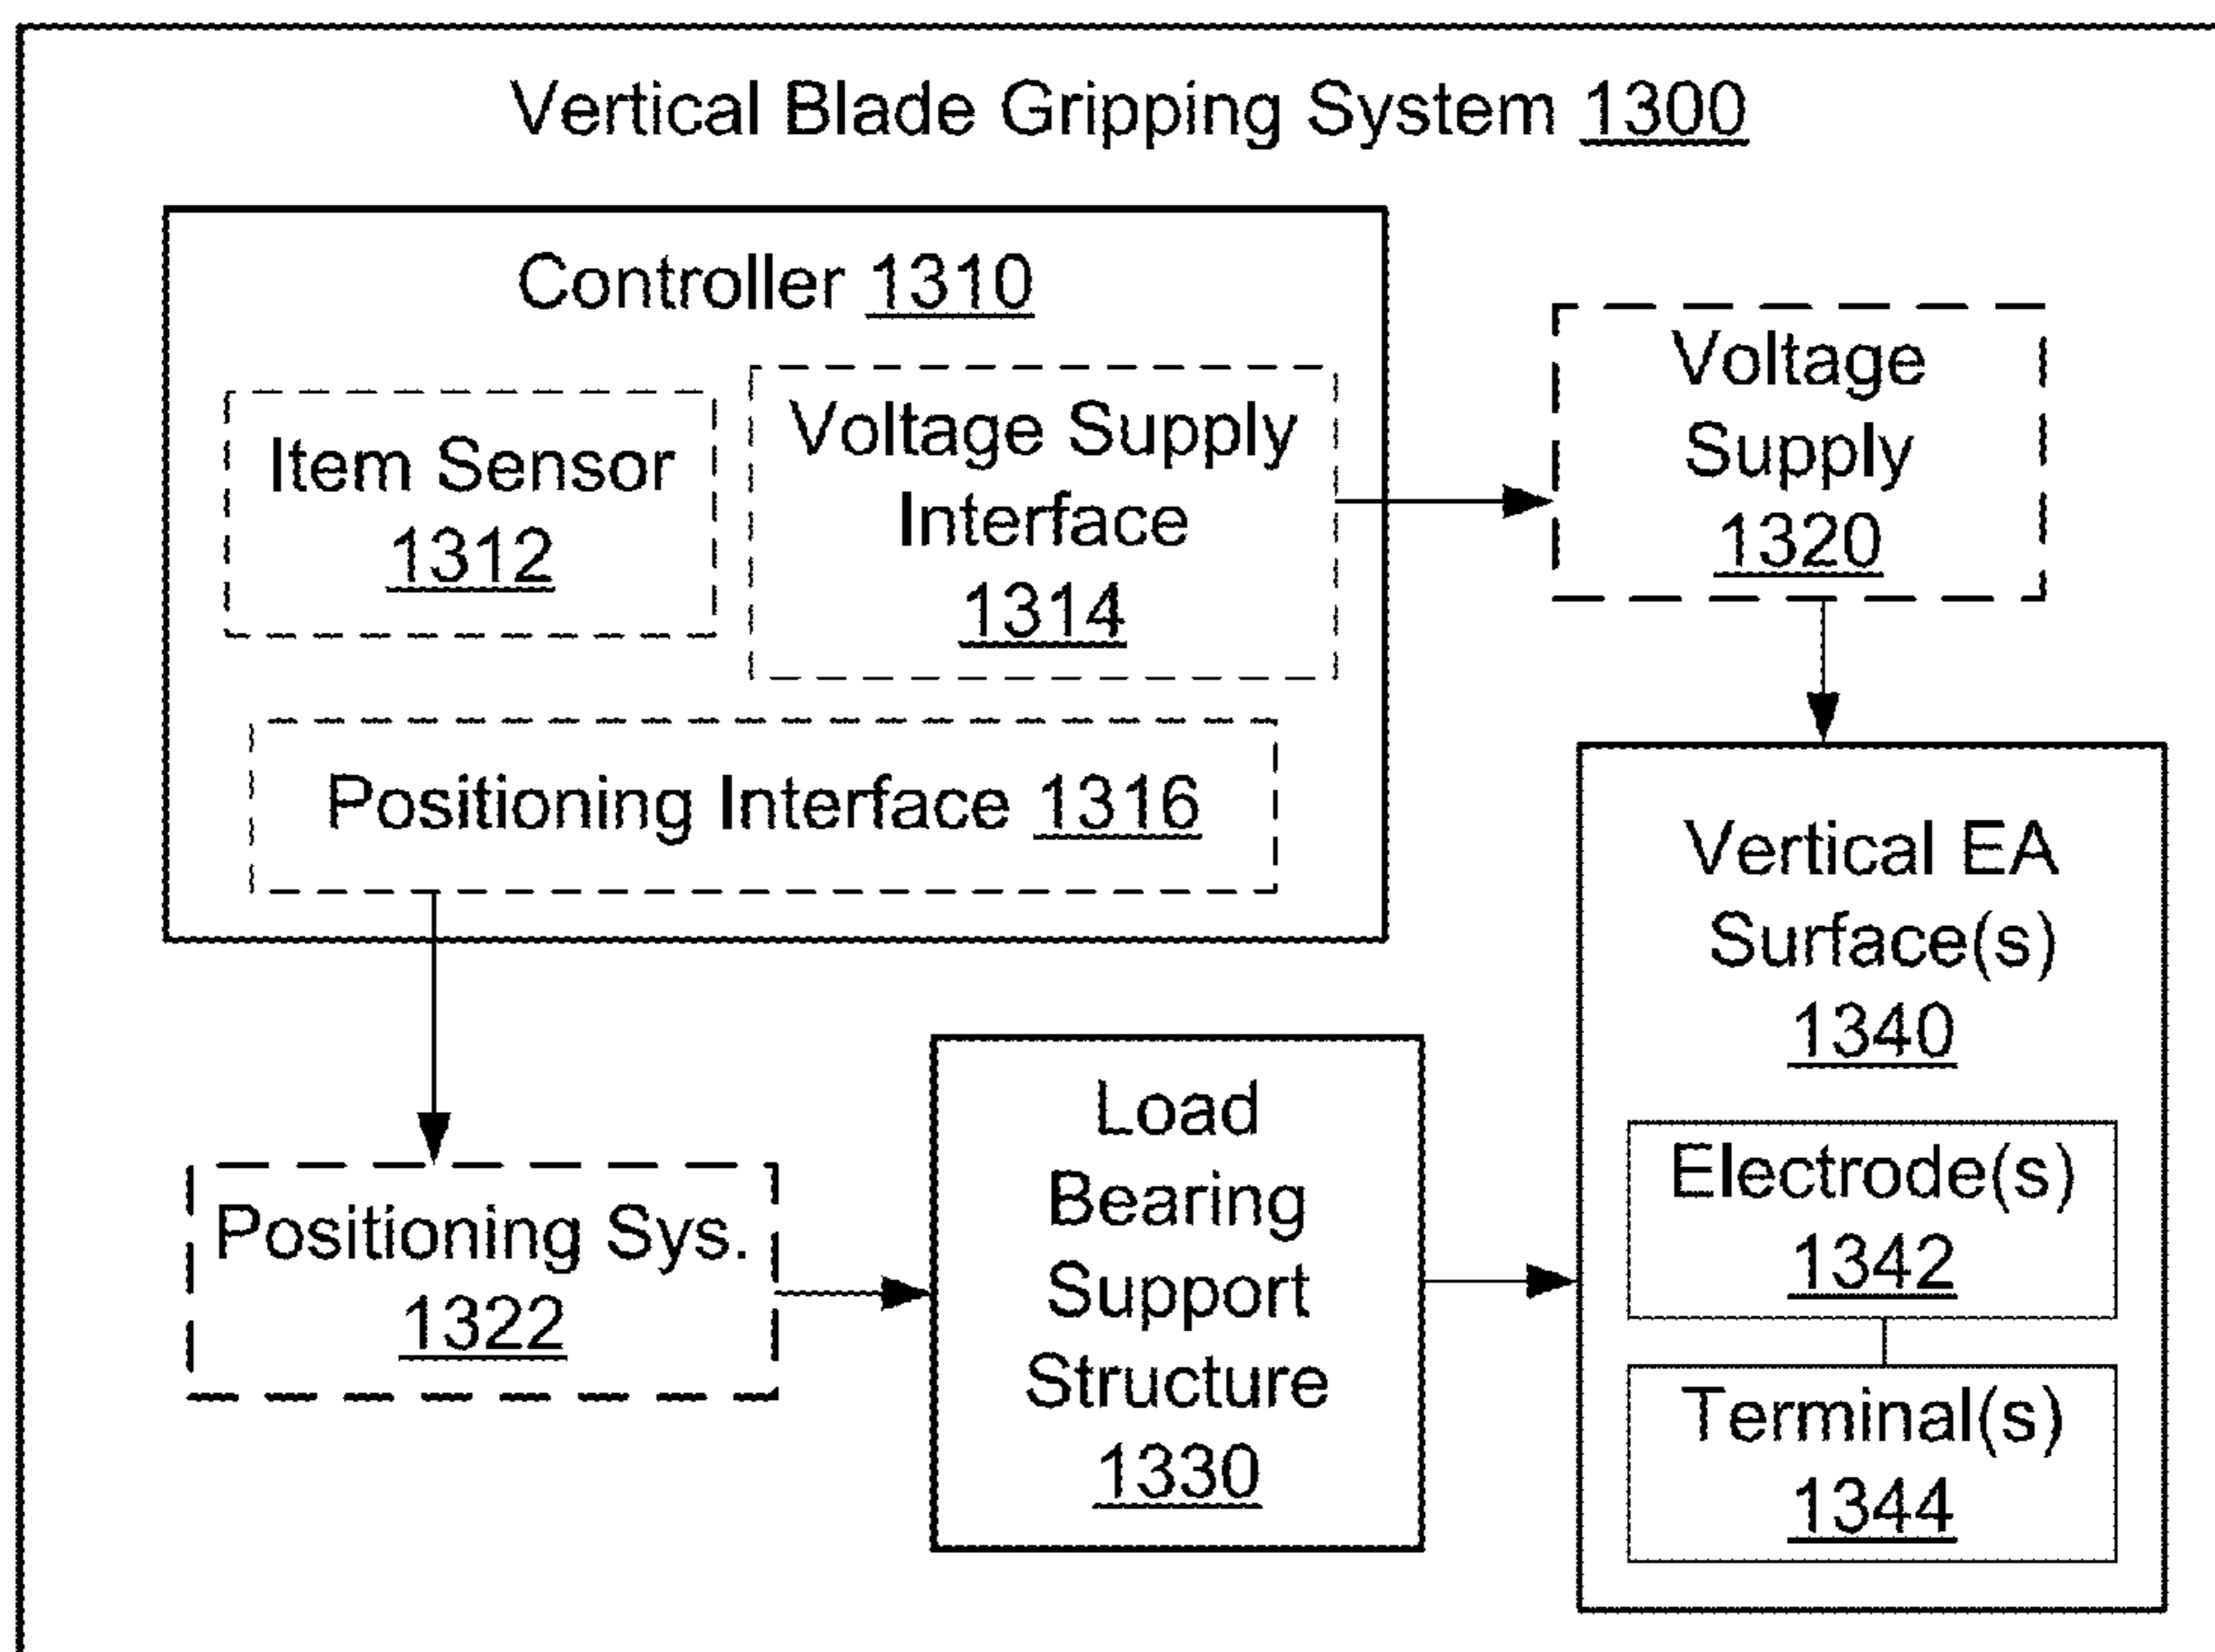 Vertical Blade Gripping System 1300
Controller 1310
Item Sensor
1312
Voltage Supply
Interface
1314
Positioning Interface 1316
Voltage
Supply
1320
Positioning Sys.
1322
Load
Bearing
Support
Structure
1330
Vertical EA
Surface(s)
1340
Electrode(s)
1342
Terminal(s)
1344